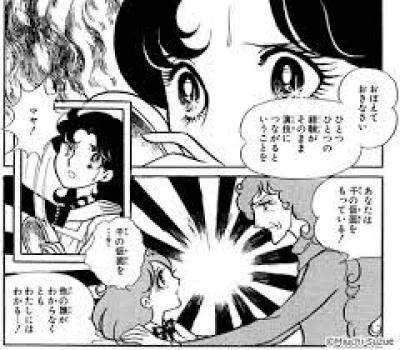 おぼえて
おきなさい
ひとつ
ひとつの
経験が
そのまま
演技に
つながると
いうことを
マヤ!
あなたは
千の仮面を
もっている!
千の仮面を
…!
他の誰が
わからなく
とも
わたしには
わかる…!
©Miuchi Suzue